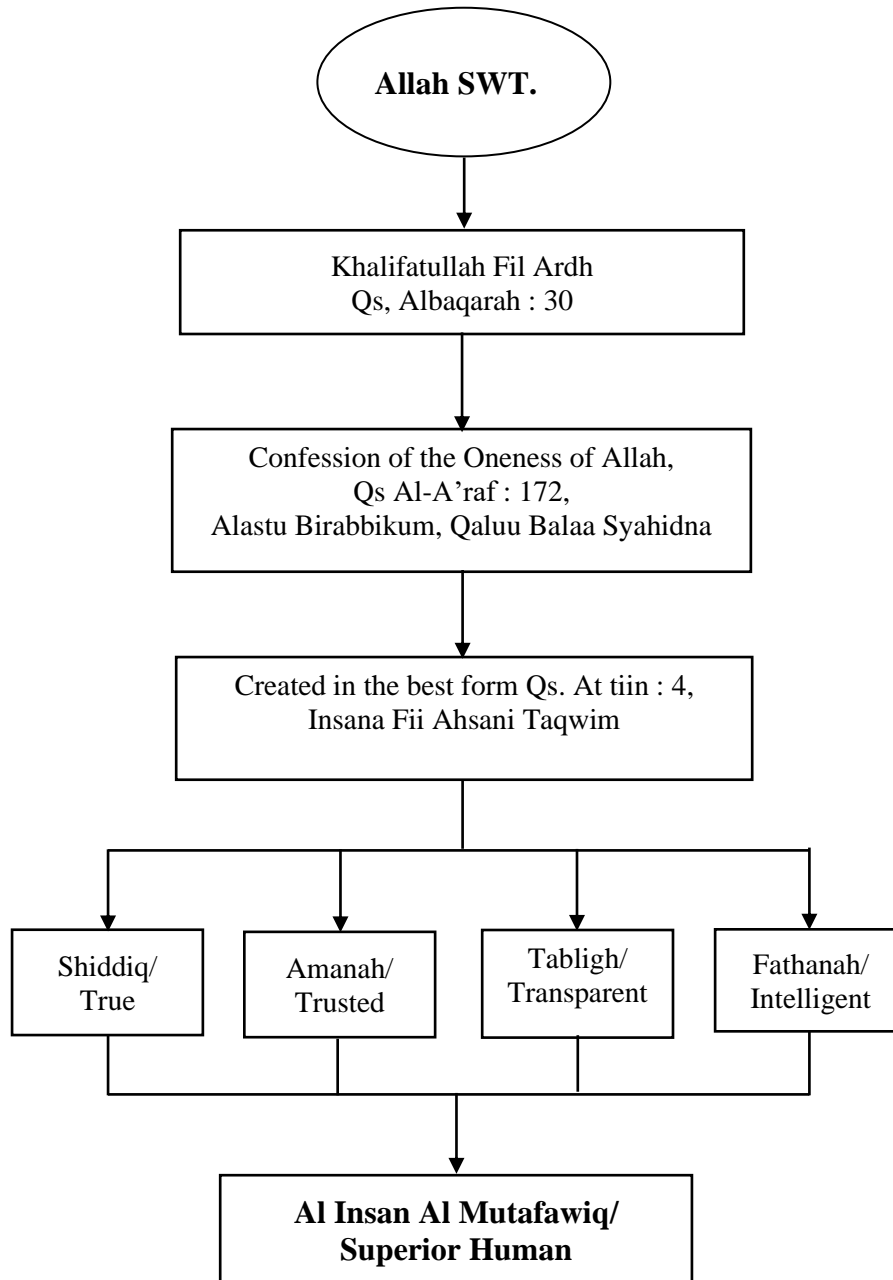 Allah SWT.
Khalifatullah Fil Ardh
Qs, Albaqarah : 30
Confession of the Oneness of Allah,
Qs Al-A’raf : 172,
Alastu Birabbikum, Qaluu Balaa Syahidna
Created in the best form Qs. At tiin : 4,
Insana Fii Ahsani Taqwim
Shiddiq/
True
Amanah/
Trusted
Tabligh/
Transparent
Fathanah/
Intelligent
Al Insan Al Mutafawiq/
Superior Human